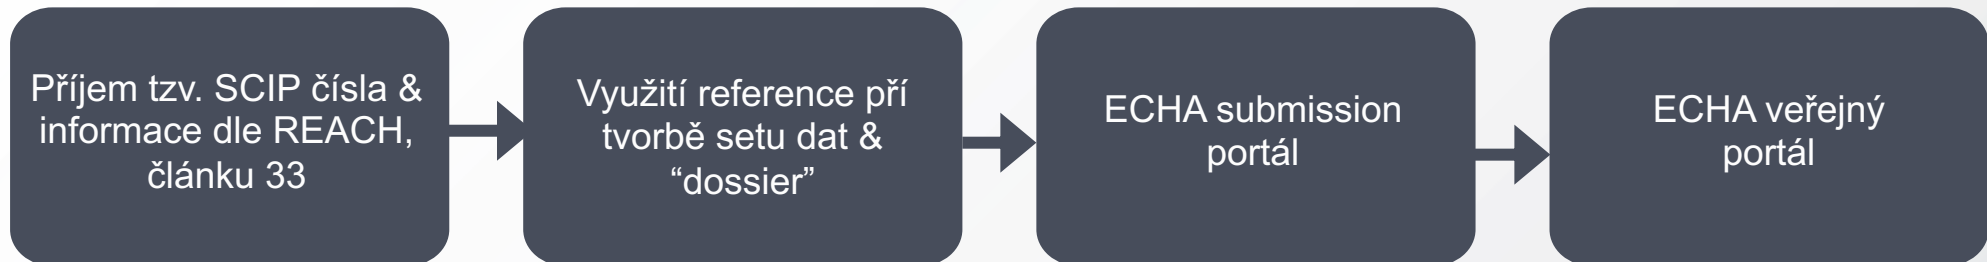 Příjem tzv. SCIP čísla &
informace dle REACH,
článku 33
Využití reference pří
tvorbě setu dat &
“dossier”
ECHA submission
portál
ECHA veřejný
portál